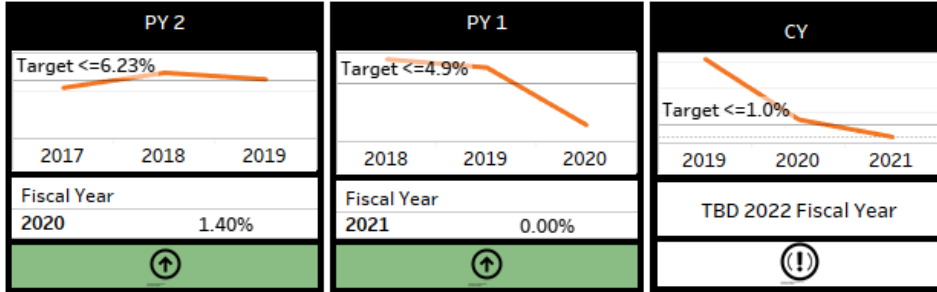 PY 2
Target <=6.23%
2017 2018 2019
Fiscal Year
2020 1.40%
PY 1
Target <=4.9%
2018 2019 2020
Fiscal Year
2021 0.00%
CY
Target <=1.0%
2019 2020 2021
TBD 2022 Fiscal Year